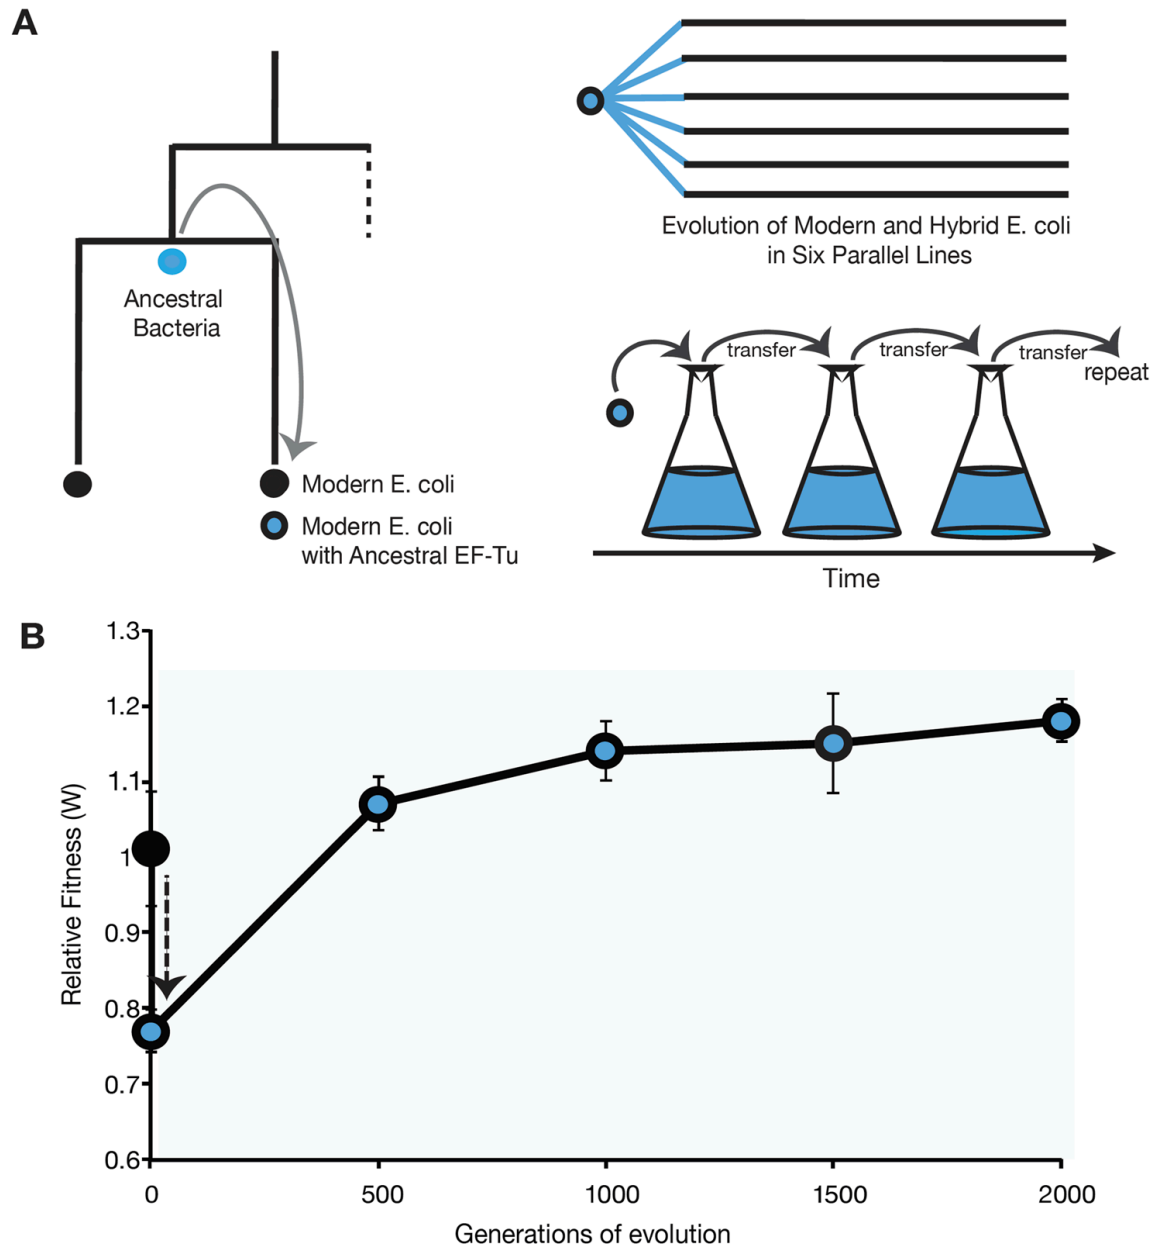 A
Ancestral
Bacteria
Modern E. coli
Modern E. coli
with Ancestral EF-Tu
Evolution of Modern and Hybrid E. coli
in Six Parallel Lines
transfer
transfer
transfer
repeat
Time
B
1.3
1.2
1.1
1
0.9
0.8
0.7
0.6
Relative Fitness (W)
0
500
1000
1500
2000
Generations of evolution